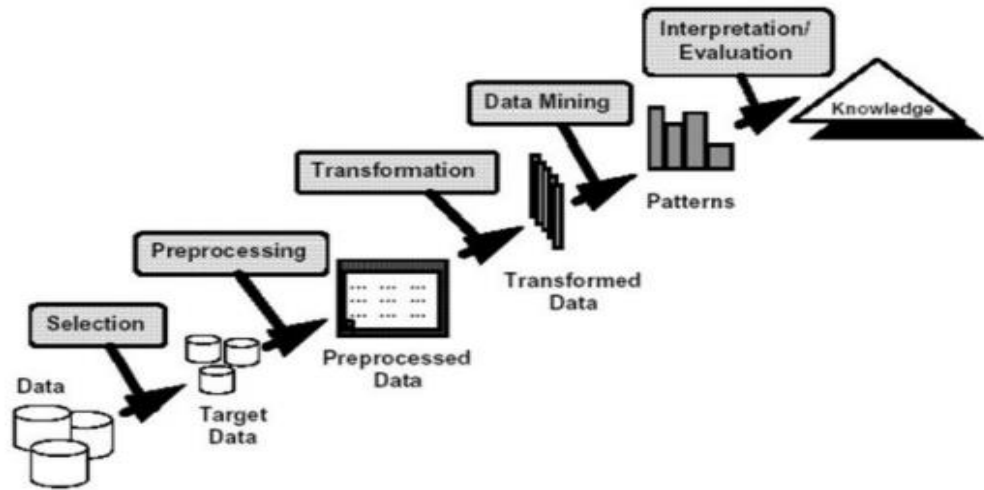 Interpretation/
Evaluation
Data Mining
Knowledge
Transformation
Patterns
Preprocessing
Transformed
Data
Selection
Preprocessed
Data
Data
Target
Data